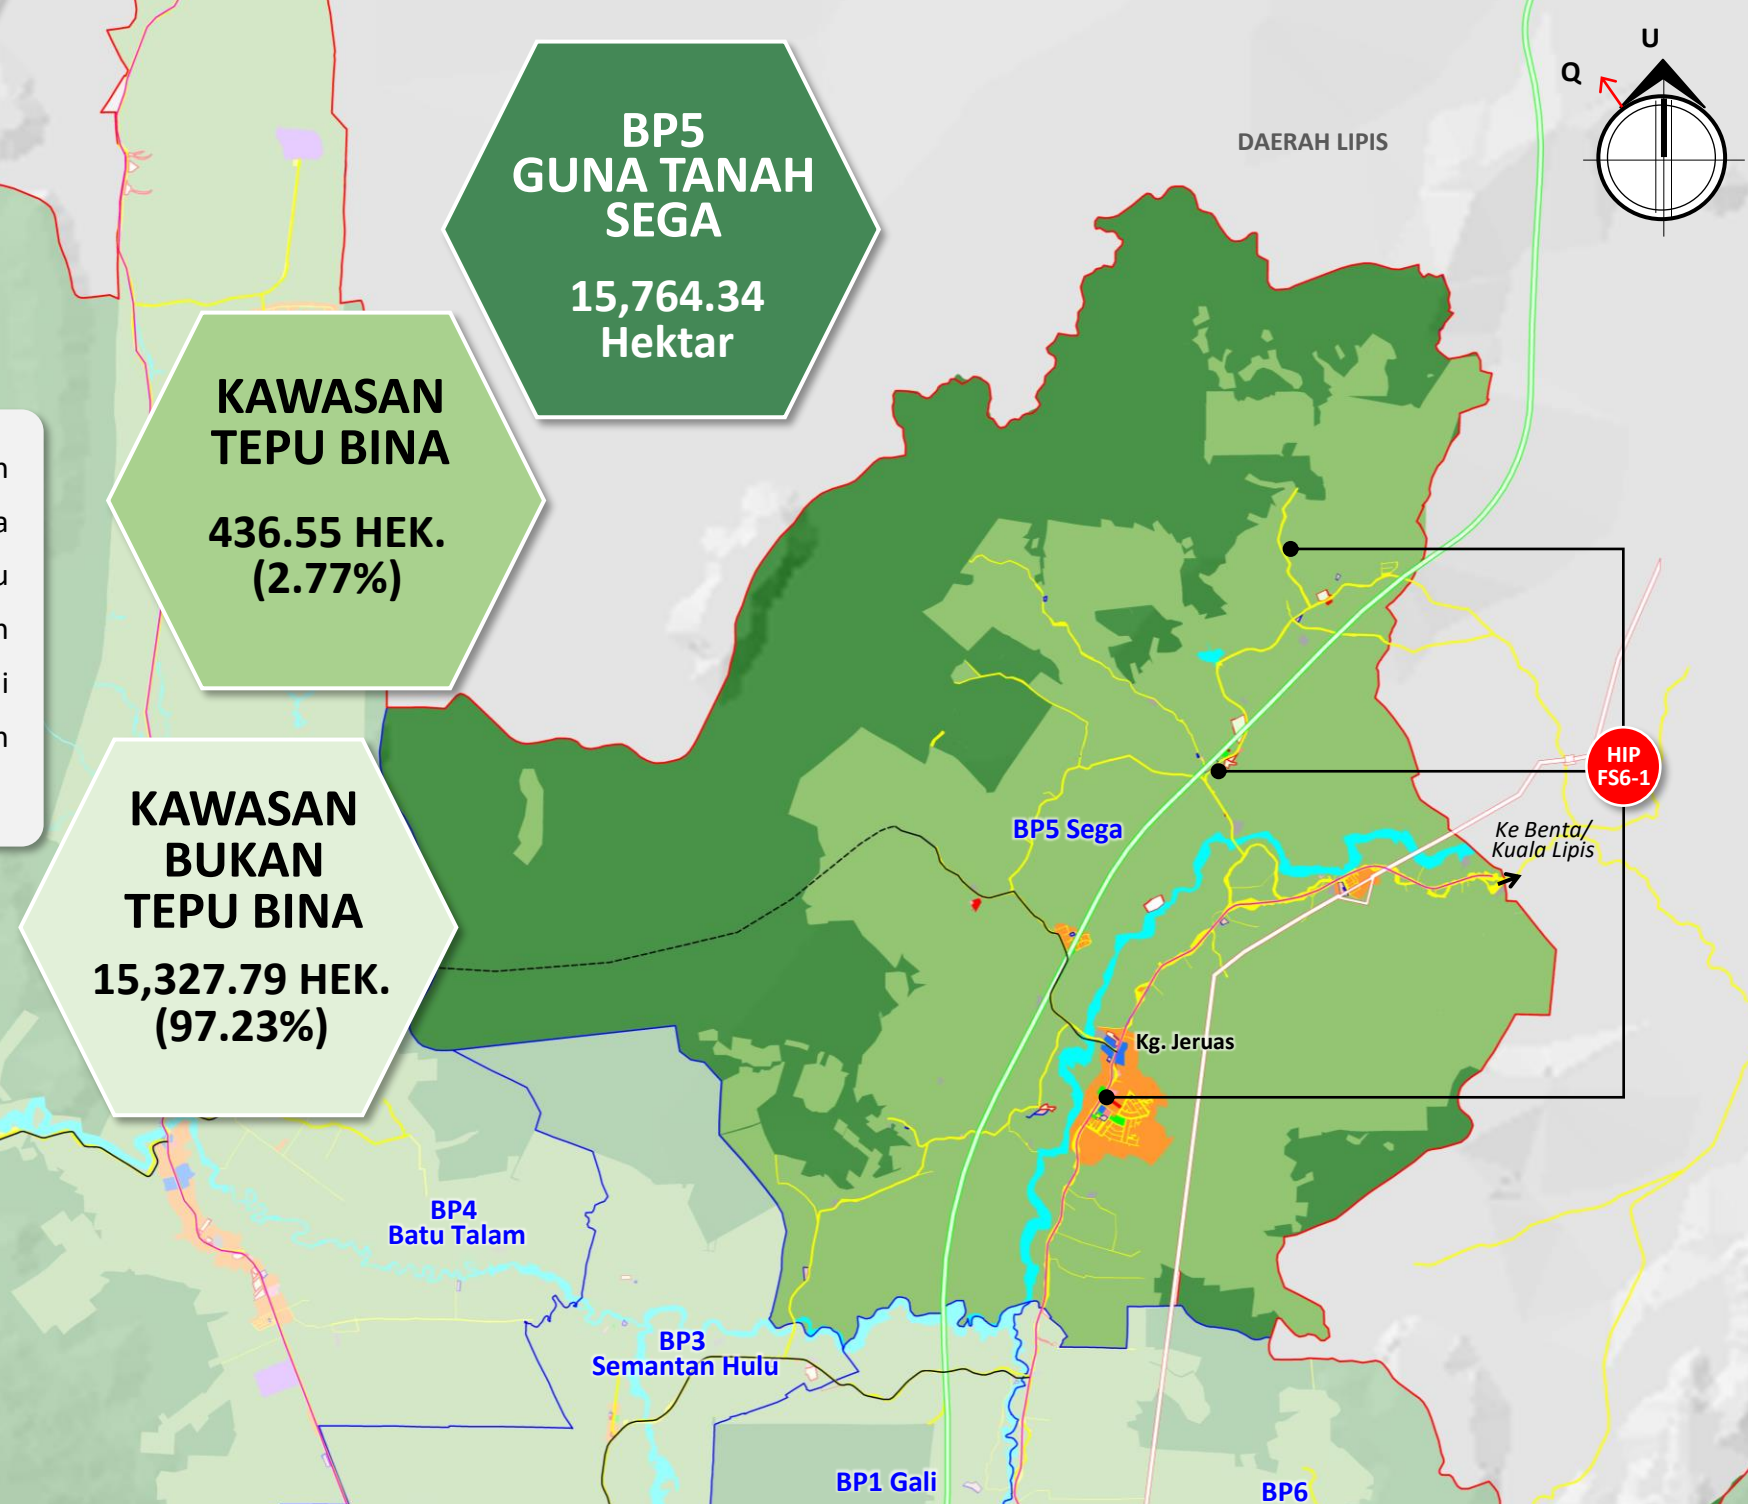 U
Q
DAERAH LIPIS
BP5
GUNA TANAH
SEGA
15,764.34
Hektar
KAWASAN
TEPU BINA
436.55 HEK.
(2.77%)
n
a
u
n
i
n
KAWASAN
BUKAN
TEPU BINA
15,327.79 HEK.
(97.23%)
HIP
FS6-1
BP5 Sega
Ke Benta/
Kuala Lipis
Kg. Jeruas
BP4
Batu Talam
BP3
Semantan Hulu
BP1 Gali
BP6